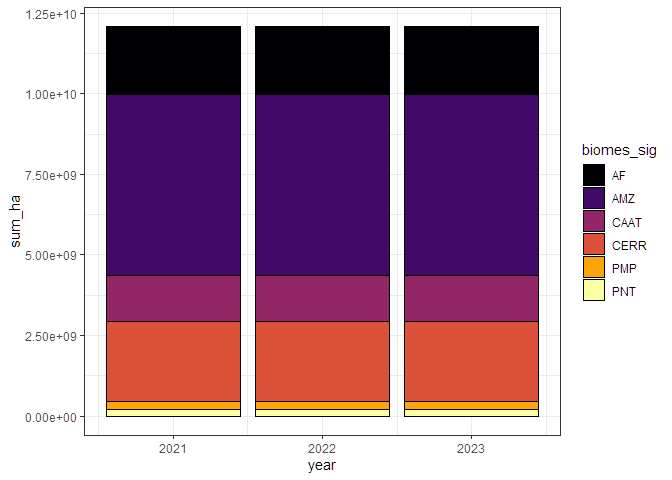 1.25e+10
1.00e+10
7.50e+09
5.00e+09
2.50e+09
0.00e+00
sum_ha
2021 2022 2023
year
biomes_sig
AF
AMZ
CAAT
CERR
PMP
PNT